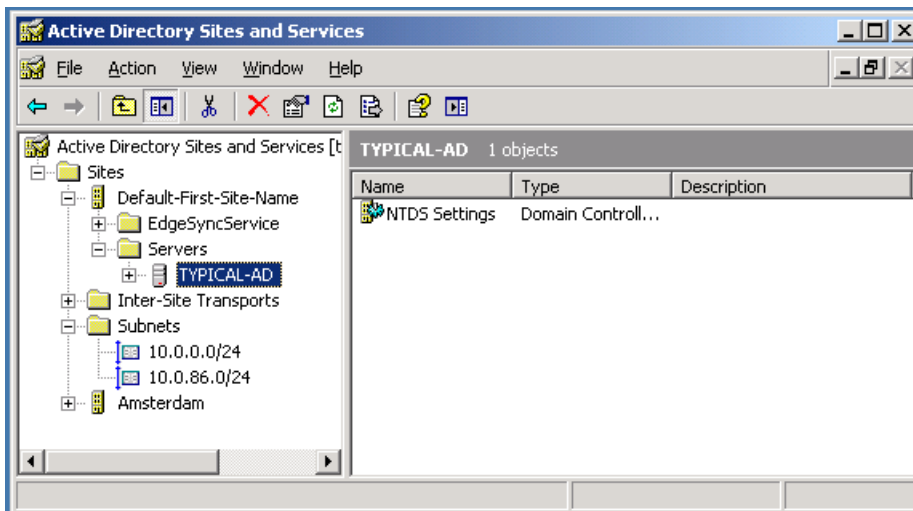 Active Directory Sites and Services
File Action View Window Help
Active Directory Sites and Services [t
Sites
Default-First-Site-Name
EdgeSyncService
Servers
TYPICAL-AD
Inter-Site Transports
Subnets
10.0.0.0/24
10.0.86.0/24
Amsterdam
TYPICAL-AD 1 objects
Name Type Description
NTDS Settings Domain Controll...